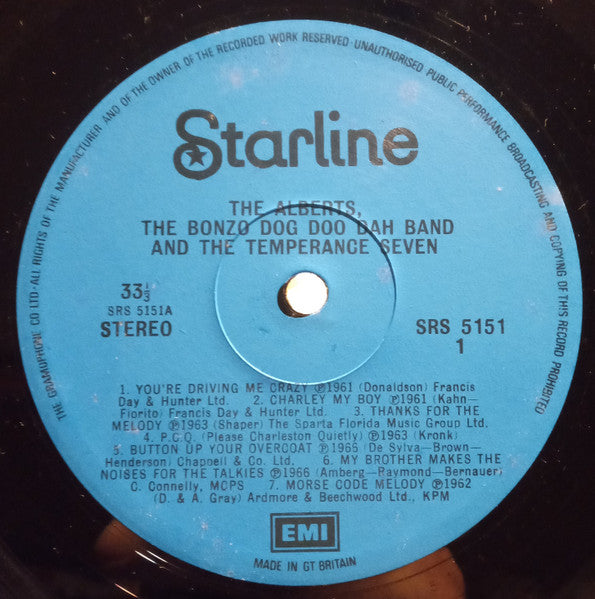 THE GRAMOPHONE CO LTD·ALL RIGHTS OF THE MANUFACTURER AND OF THE OWNER OF THE RECORDED WORK RESERVED·UNAUTHORISED PUBLIC PERFORMANCE BROADCASTING AND COPYING OF THIS RECORD PROHIBITED
Starline
THE ALBERTS,
THE BONZO DOG DOO DAH BAND
AND THE TEMPERANCE SEVEN
33⅓
SRS 5151A
STEREO
SRS 5151
1
1. YOU'RE DRIVING ME CRAZY ℗1961 (Donaldson) Francis
Day & Hunter Ltd. 2. CHARLEY MY BOY ℗1961 (Kahn–
Fiorito) Francis Day & Hunter Ltd. 3. THANKS FOR THE
MELODY ℗1963 (Shaper) The Sparta Florida Music Group Ltd.
4. P.C.Q. (Please Charleston Quietly) ℗1963 (Kronk)
5. BUTTON UP YOUR OVERCOAT ℗1966 (De Sylva–Brown–
Henderson) Chappell & Co. Ltd. 6. MY BROTHER MAKES THE
NOISES FOR THE TALKIES ℗1966 (Amberg–Raymond–Bernauer)
C. Connelly, MCPS 7. MORSE CODE MELODY ℗1962
(D. & A. Gray) Ardmore & Beechwood Ltd., KPM
EMI
MADE IN GT BRITAIN